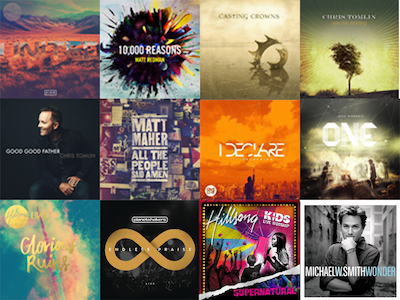 10,000 REASONS
MATT REDMAN
CASTING CROWNS
CHRIS TOMLIN
GOOD GOOD FATHER
CHRIS TOMLIN
MATT
MAHER
ALL THE
PEOPLE
SAID AMEN
I DECLARE
ONE
Glorious
Ruins
planetshakers
ENDLESS PRAISE
LIVE
Hillsong
KIDS
SUPERNATURAL
MICHAEL W. SMITH WONDER